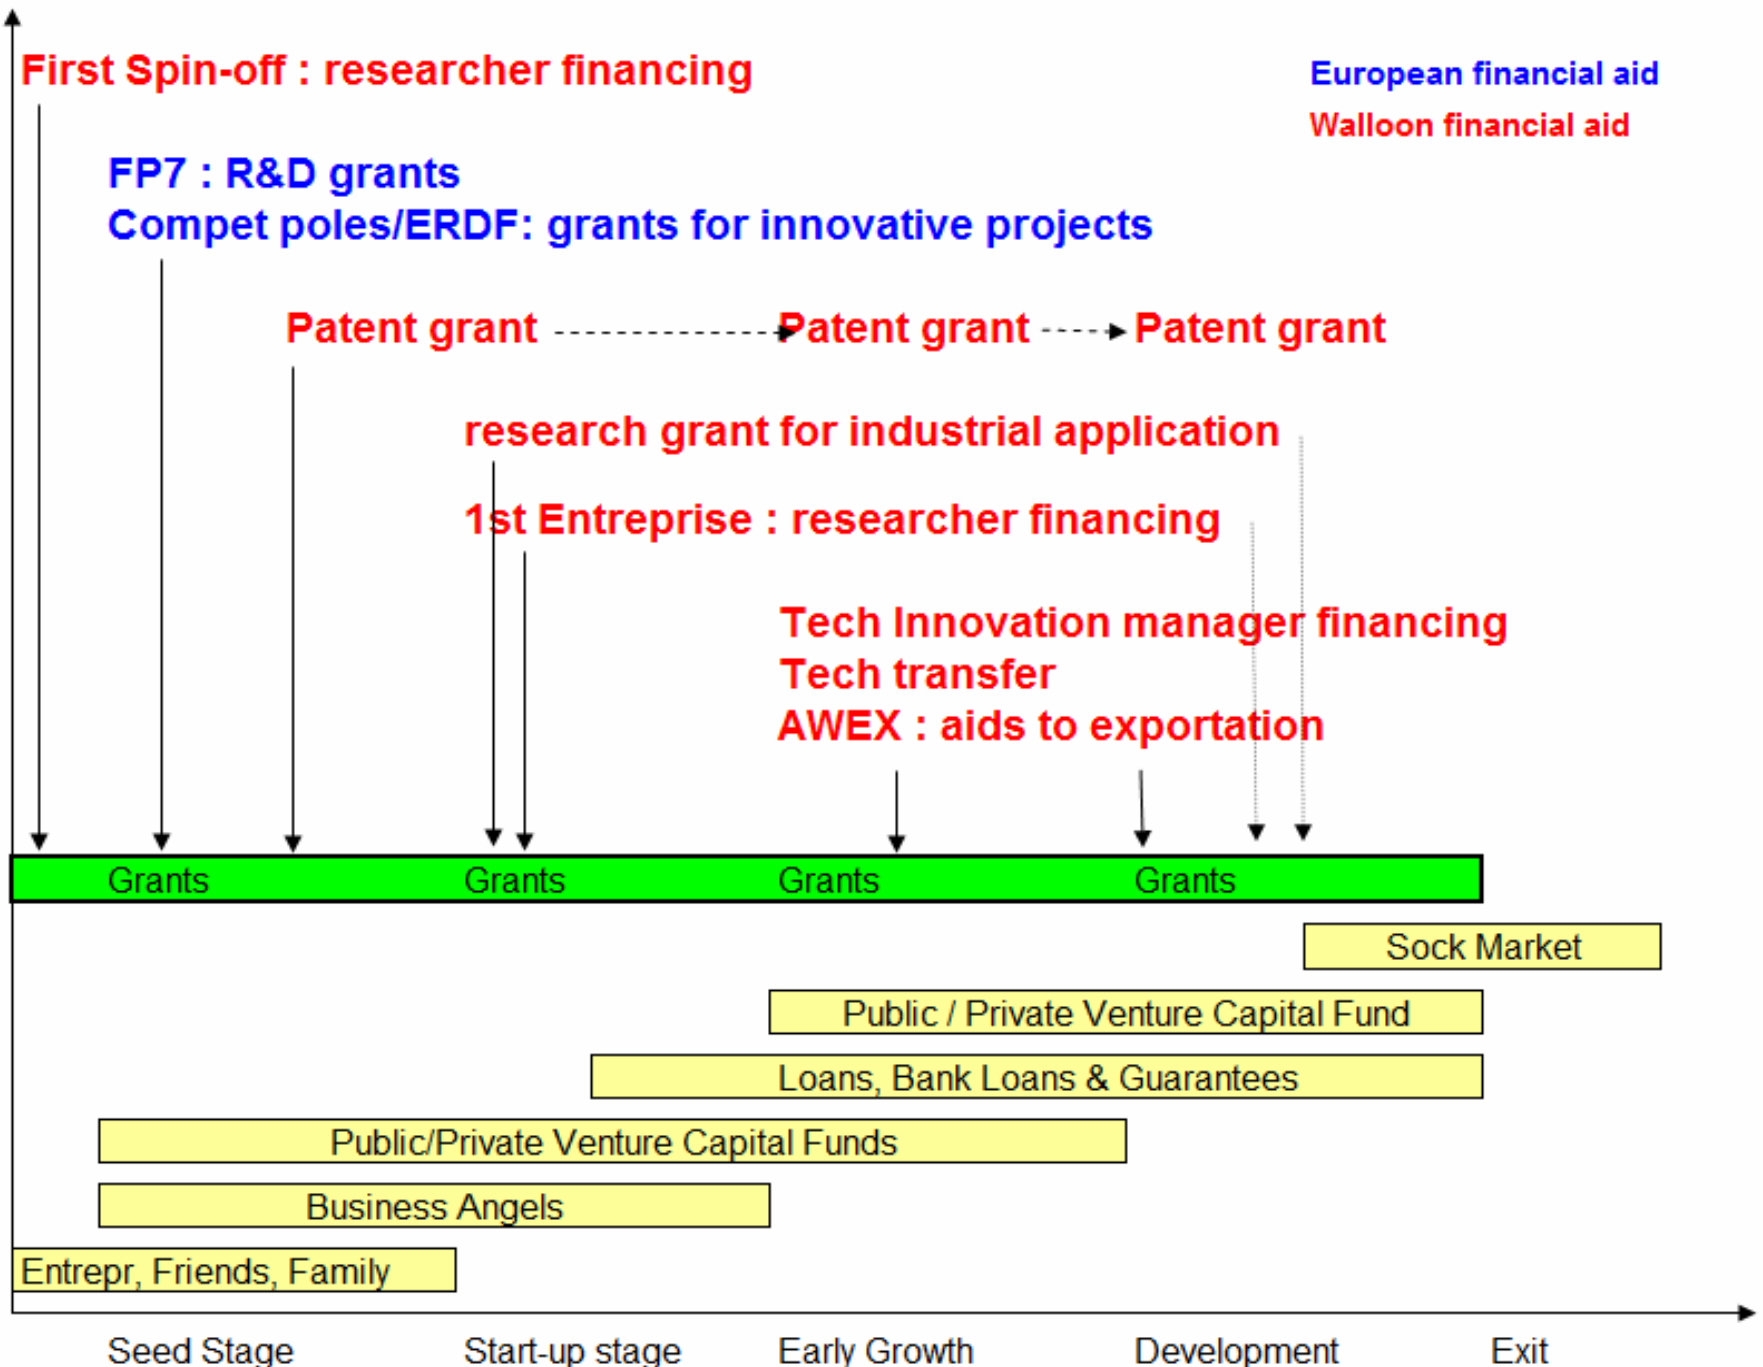 First Spin-off : researcher financing
European financial aid
Walloon financial aid
FP7 : R&D grants
Compet poles/ERDF: grants for innovative projects
Patent grant Patent grant Patent grant
research grant for industrial application
1st Entreprise : researcher financing
Tech Innovation manager financing
Tech transfer
AWEX : aids to exportation
Grants Grants Grants Grants
Sock Market
Public / Private Venture Capital Fund
Loans, Bank Loans & Guarantees
Public/Private Venture Capital Funds
Business Angels
Entrepr, Friends, Family
Seed Stage Start-up stage Early Growth Development Exit